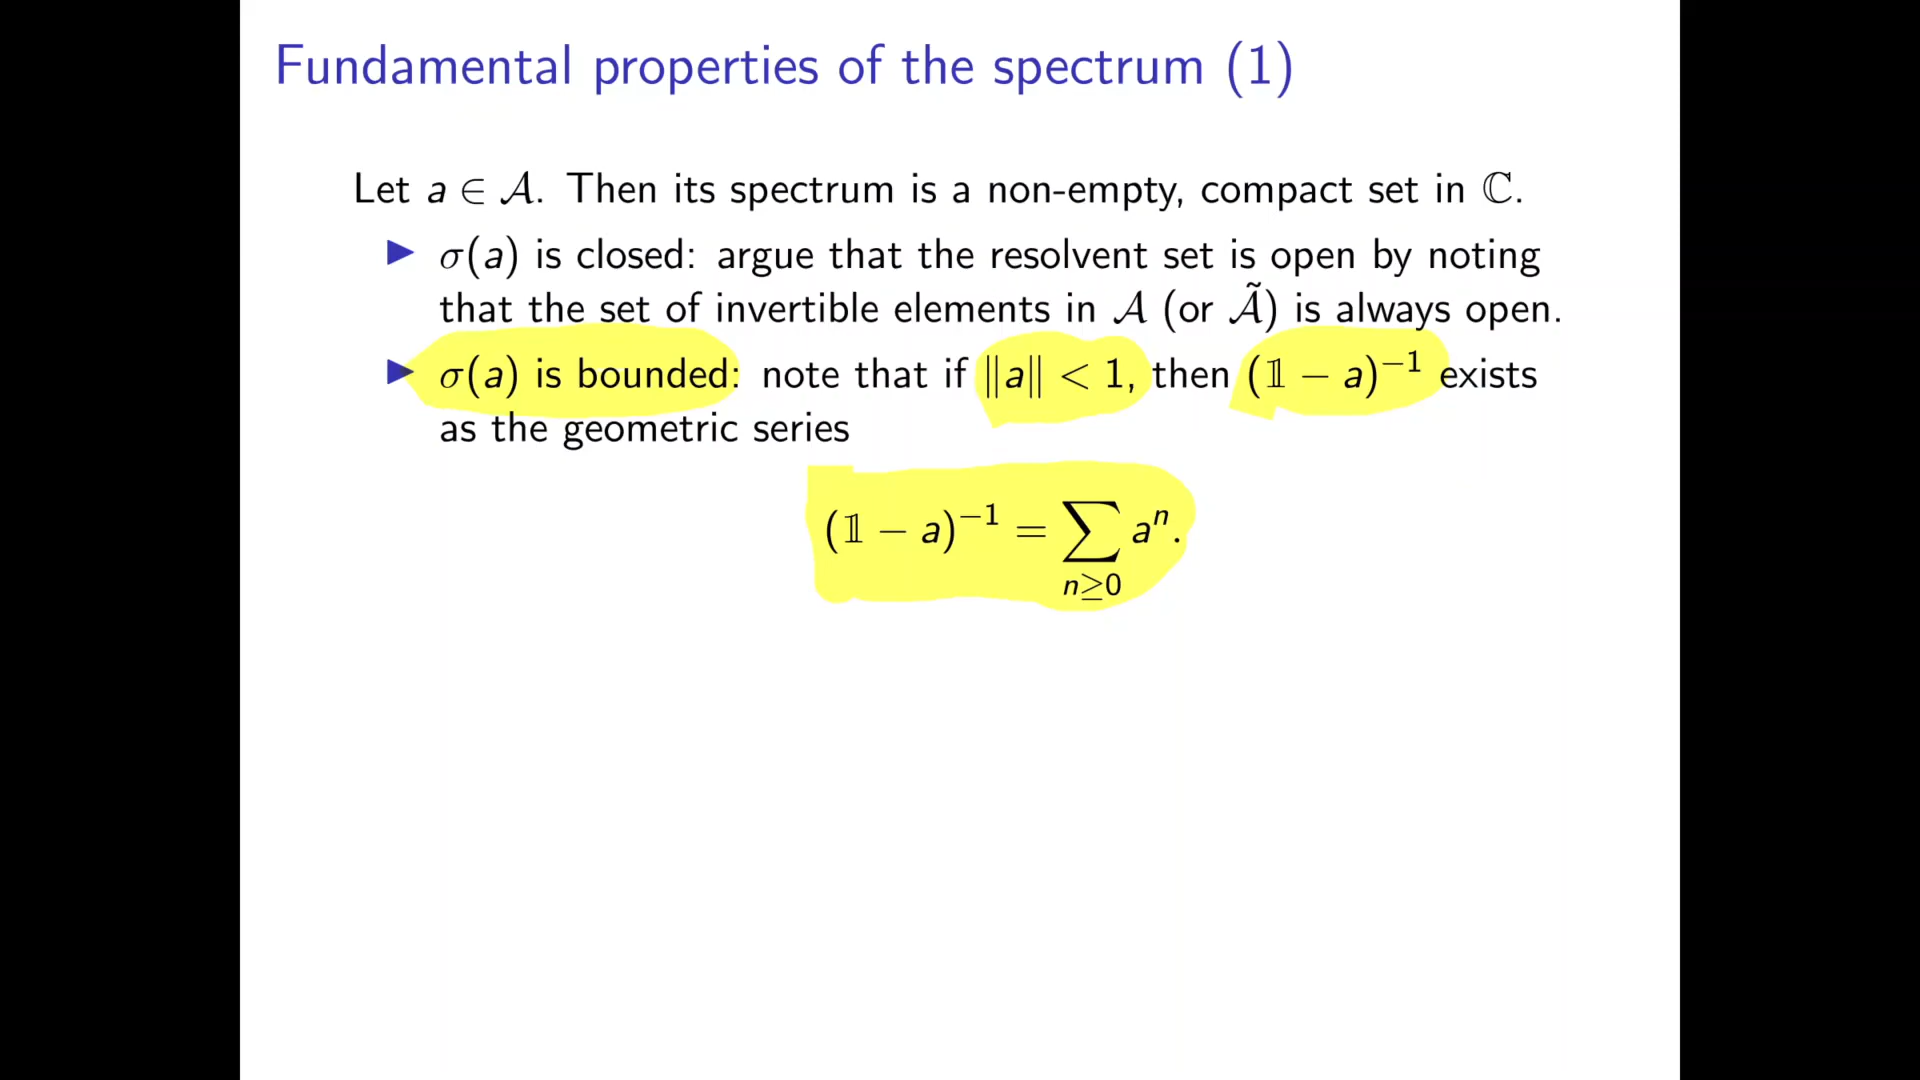 Fundamental properties of the spectrum (1)
Let a ∈ 𝒜. Then its spectrum is a non-empty, compact set in ℂ.
▶ σ(a) is closed: argue that the resolvent set is open by noting
that the set of invertible elements in 𝒜 (or 𝒜̃) is always open.
▶ σ(a) is bounded: note that if ‖a‖ < 1, then (𝟙 − a)⁻¹ exists
as the geometric series
(𝟙 − a)⁻¹ = ∑ aⁿ.
n≥0